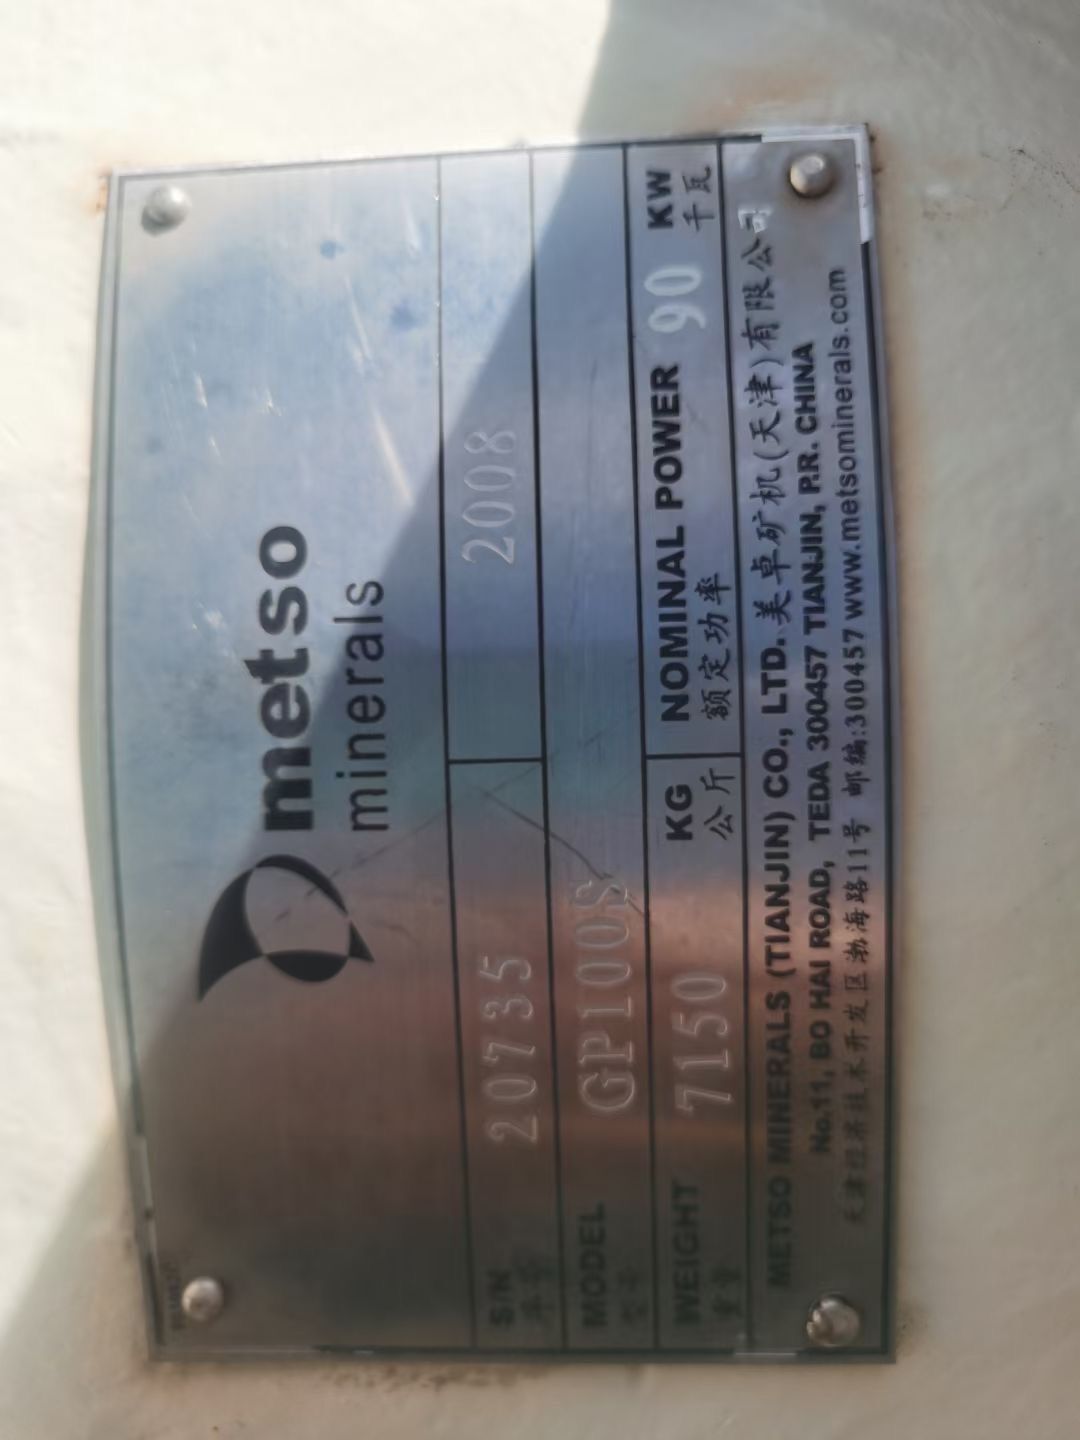 metso
minerals
S/N 20735 2008
序号
MODEL GP100S
型号
WEIGHT 7150 KG NOMINAL POWER 90 KW
重量 公斤 额定功率 千瓦
METSO MINERALS (TIANJIN) CO., LTD. 美卓矿机(天津)有限公司
No.11, BO HAI ROAD, TEDA 300457 TIANJIN, P.R. CHINA
天津经济技术开发区渤海路11号 邮编:300457 www.metsominerals.com